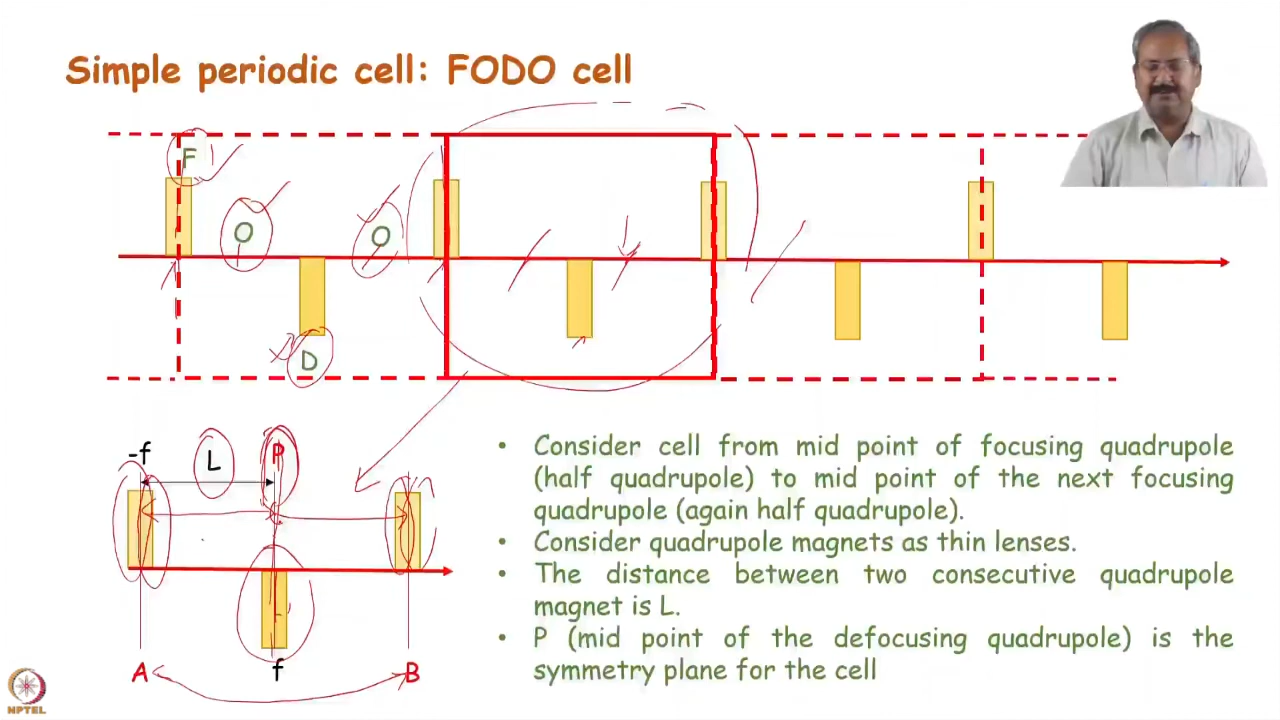 Simple periodic cell: FODO cell
F
O
O
D
-f
L
P
A
f
B
• Consider cell from mid point of focusing quadrupole
(half quadrupole) to mid point of the next focusing
quadrupole (again half quadrupole).
• Consider quadrupole magnets as thin lenses.
• The distance between two consecutive quadrupole
magnet is L.
• P (mid point of the defocusing quadrupole) is the
symmetry plane for the cell
NPTEL